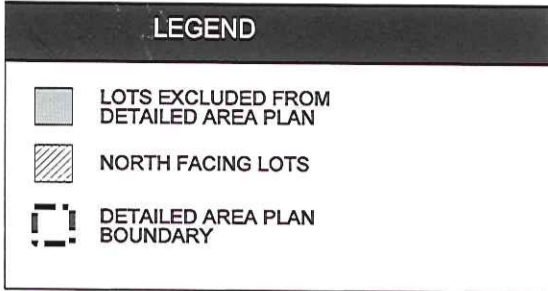 LEGEND
LOTS EXCLUDED FROM
DETAILED AREA PLAN
NORTH FACING LOTS
DETAILED AREA PLAN
BOUNDARY